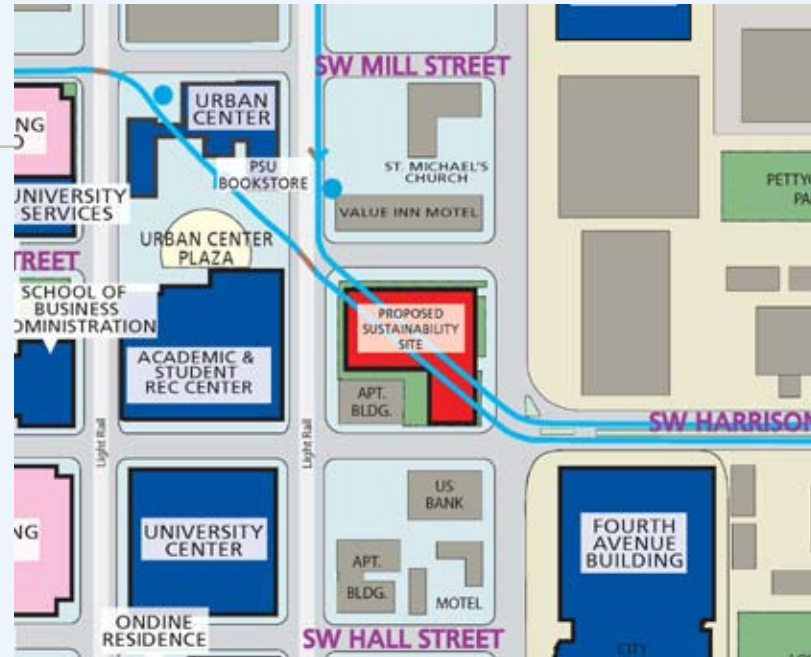 SW MILL STREET
URBAN
CENTER
PSU
BOOKSTORE
ST. MICHAEL'S
CHURCH
VALUE INN MOTEL
UNIVERSITY
SERVICES
URBAN CENTER
PLAZA
SCHOOL OF
BUSINESS
ACADEMIC &
STUDENT
REC CENTER
PROPOSED
SUSTAINABILITY
SITE
APT.
BLDG.
Light Rail
Light Rail
SW HARRISON
US
BANK
UNIVERSITY
CENTER
FOURTH
AVENUE
BUILDING
APT.
BLDG.
MOTEL
ONDINE
RESIDENCE
SW HALL STREET
CITY